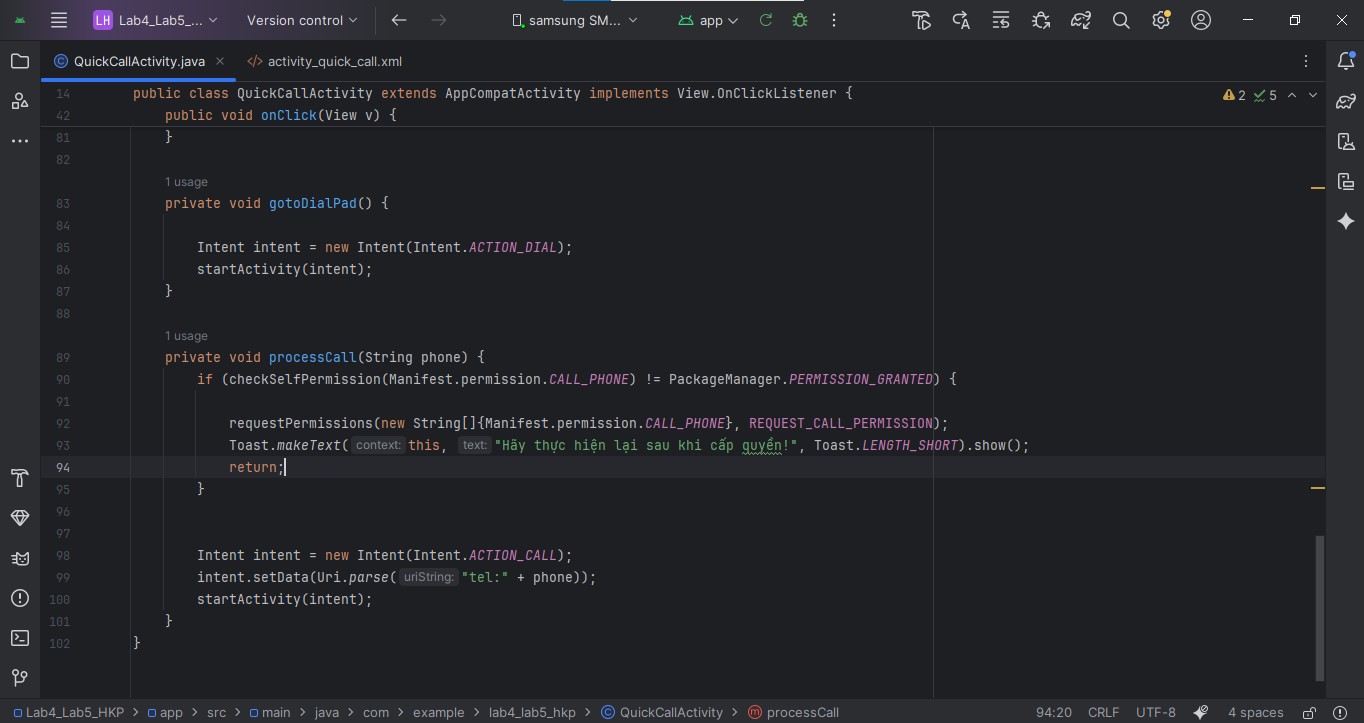 LH Lab4_Lab5_... Version control samsung SM... app
QuickCallActivity.java activity_quick_call.xml
14 public class QuickCallActivity extends AppCompatActivity implements View.OnClickListener { 2 5
42 public void onClick(View v) {
81 }
82
1 usage
83 private void gotoDialPad() {
84
85 Intent intent = new Intent(Intent.ACTION_DIAL);
86 startActivity(intent);
87 }
88
1 usage
89 private void processCall(String phone) {
90 if (checkSelfPermission(Manifest.permission.CALL_PHONE) != PackageManager.PERMISSION_GRANTED) {
91
92 requestPermissions(new String[]{Manifest.permission.CALL_PHONE}, REQUEST_CALL_PERMISSION);
93 Toast.makeText( context: this, text: "Hãy thực hiện lại sau khi cấp quyền!", Toast.LENGTH_SHORT).show();
94 return;
95 }
96
97
98 Intent intent = new Intent(Intent.ACTION_CALL);
99 intent.setData(Uri.parse( uriString: "tel:" + phone));
100 startActivity(intent);
101 }
102 }
Lab4_Lab5_HKP > app > src > main > java > com > example > lab4_lab5_hkp > QuickCallActivity > processCall 94:20 CRLF UTF-8 4 spaces